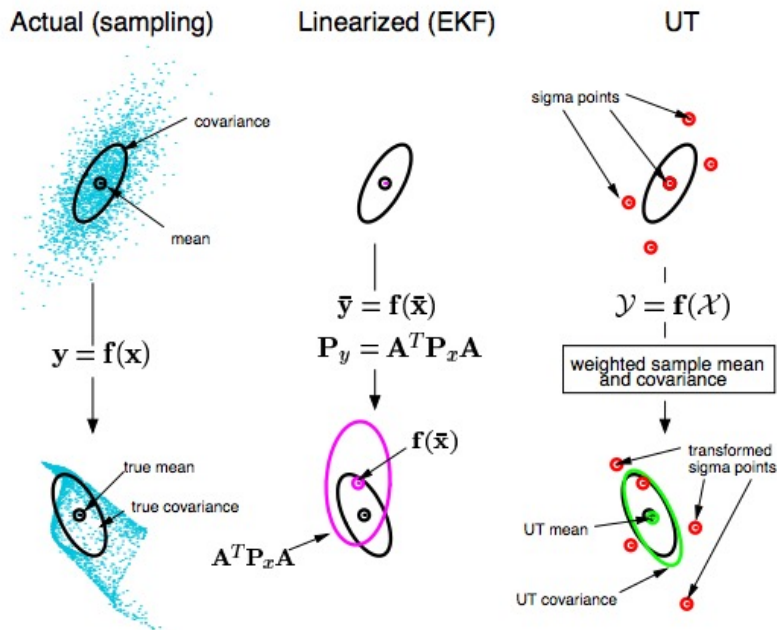 Actual (sampling)
Linearized (EKF)
UT
covariance
mean
sigma points
y = f(x)
ȳ = f(x̄)
P_y = A^T P_x A
𝒴 = f(𝒳)
weighted sample mean
and covariance
true mean
true covariance
f(x̄)
A^T P_x A
transformed
sigma points
UT mean
UT covariance